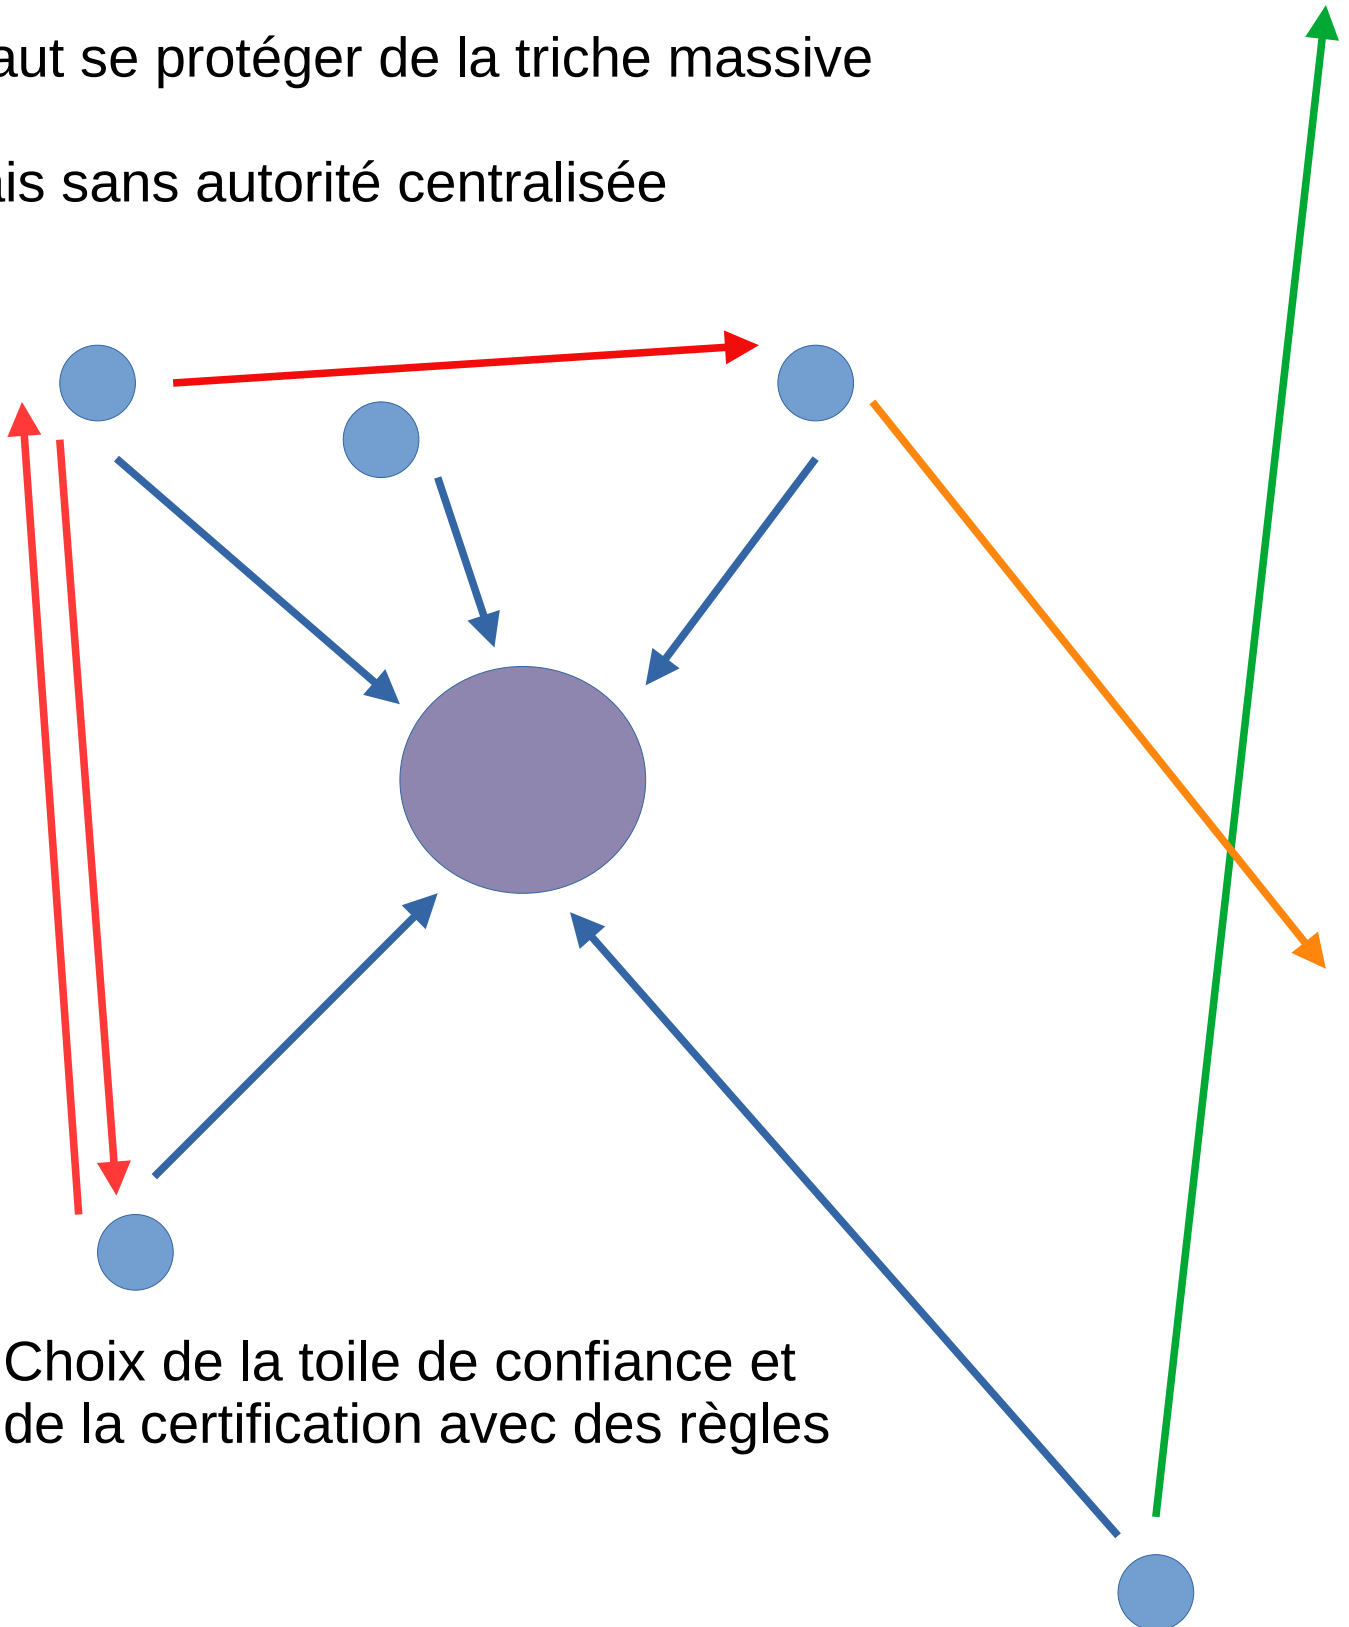 aut se protéger de la triche massive
ais sans autorité centralisée
Choix de la toile de confiance et
de la certification avec des règles